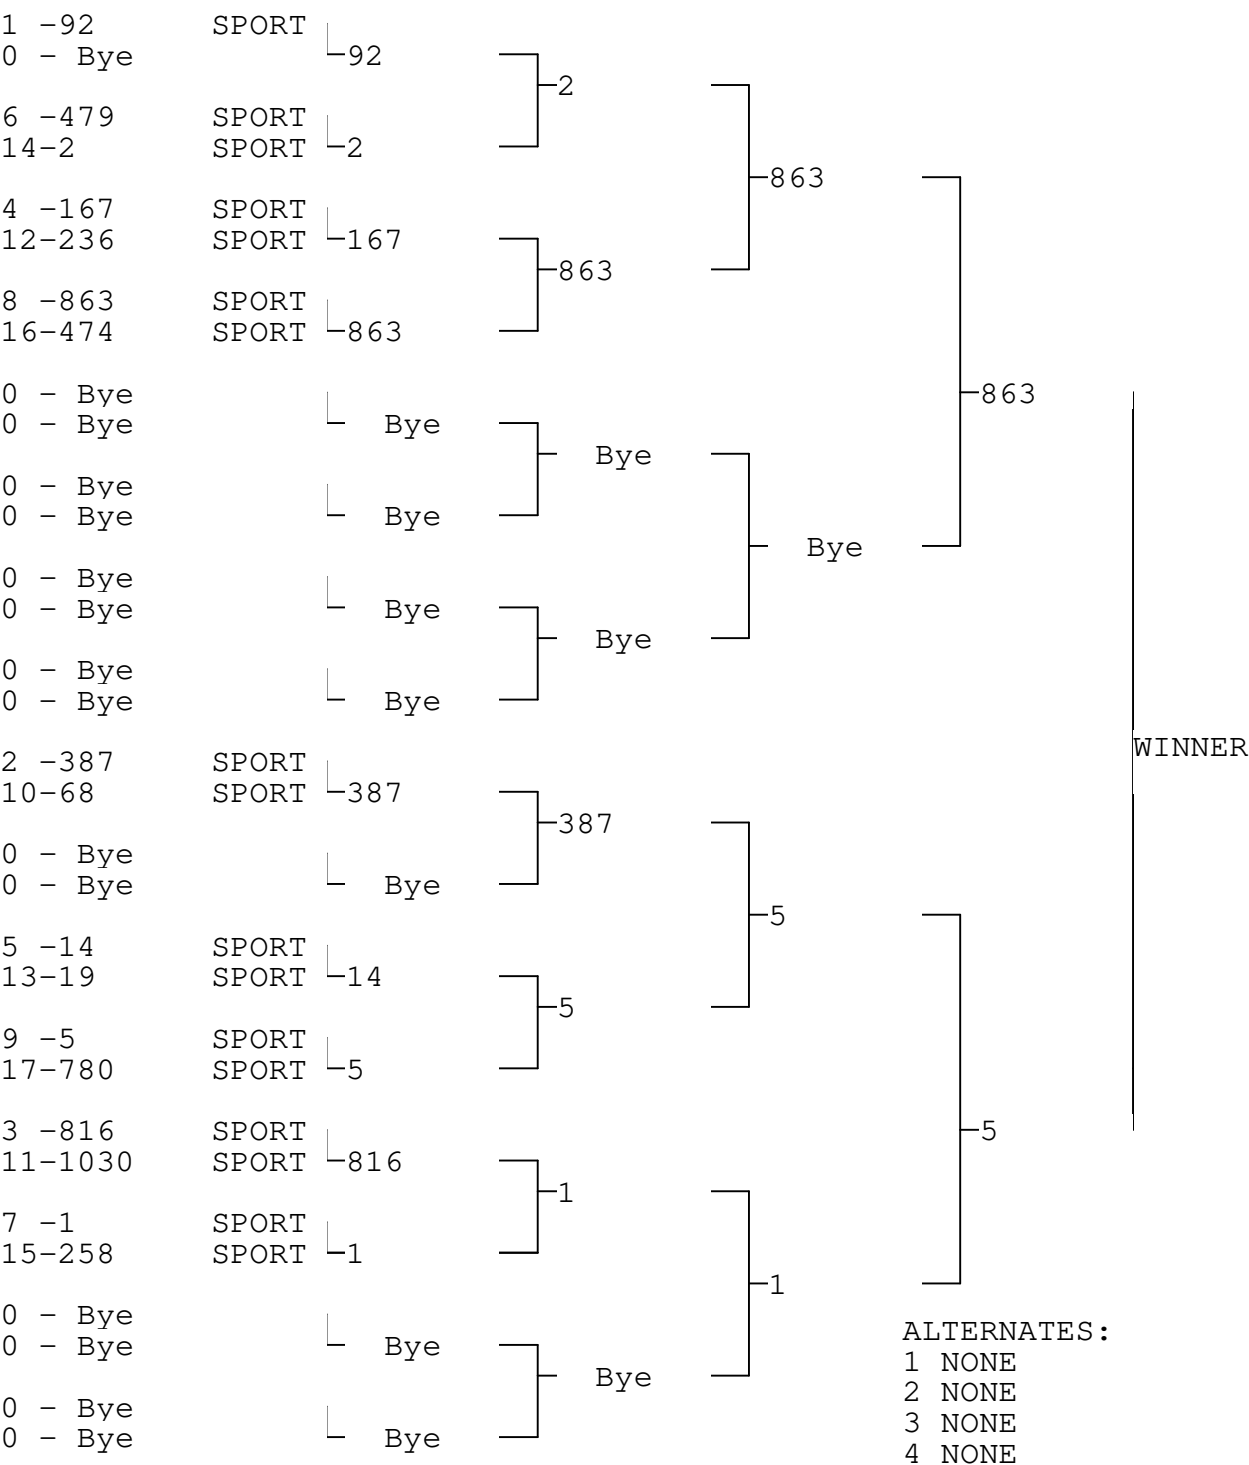 1 -92 SPORT
0 - Bye 92
2
6 -479 SPORT
14-2 SPORT 2
863
4 -167 SPORT
12-236 SPORT 167
863
8 -863 SPORT
16-474 SPORT 863
0 - Bye 863
0 - Bye Bye
Bye
0 - Bye
0 - Bye Bye
Bye
0 - Bye
0 - Bye Bye
Bye
0 - Bye
0 - Bye Bye
WINNER
2 -387 SPORT
10-68 SPORT 387
387
0 - Bye
0 - Bye Bye
5
5 -14 SPORT
13-19 SPORT 14
5
9 -5 SPORT
17-780 SPORT 5
3 -816 SPORT 5
11-1030 SPORT 816
1
7 -1 SPORT
15-258 SPORT 1
1
0 - Bye
ALTERNATES:
0 - Bye Bye
1 NONE
Bye
2 NONE
0 - Bye
3 NONE
0 - Bye Bye
4 NONE